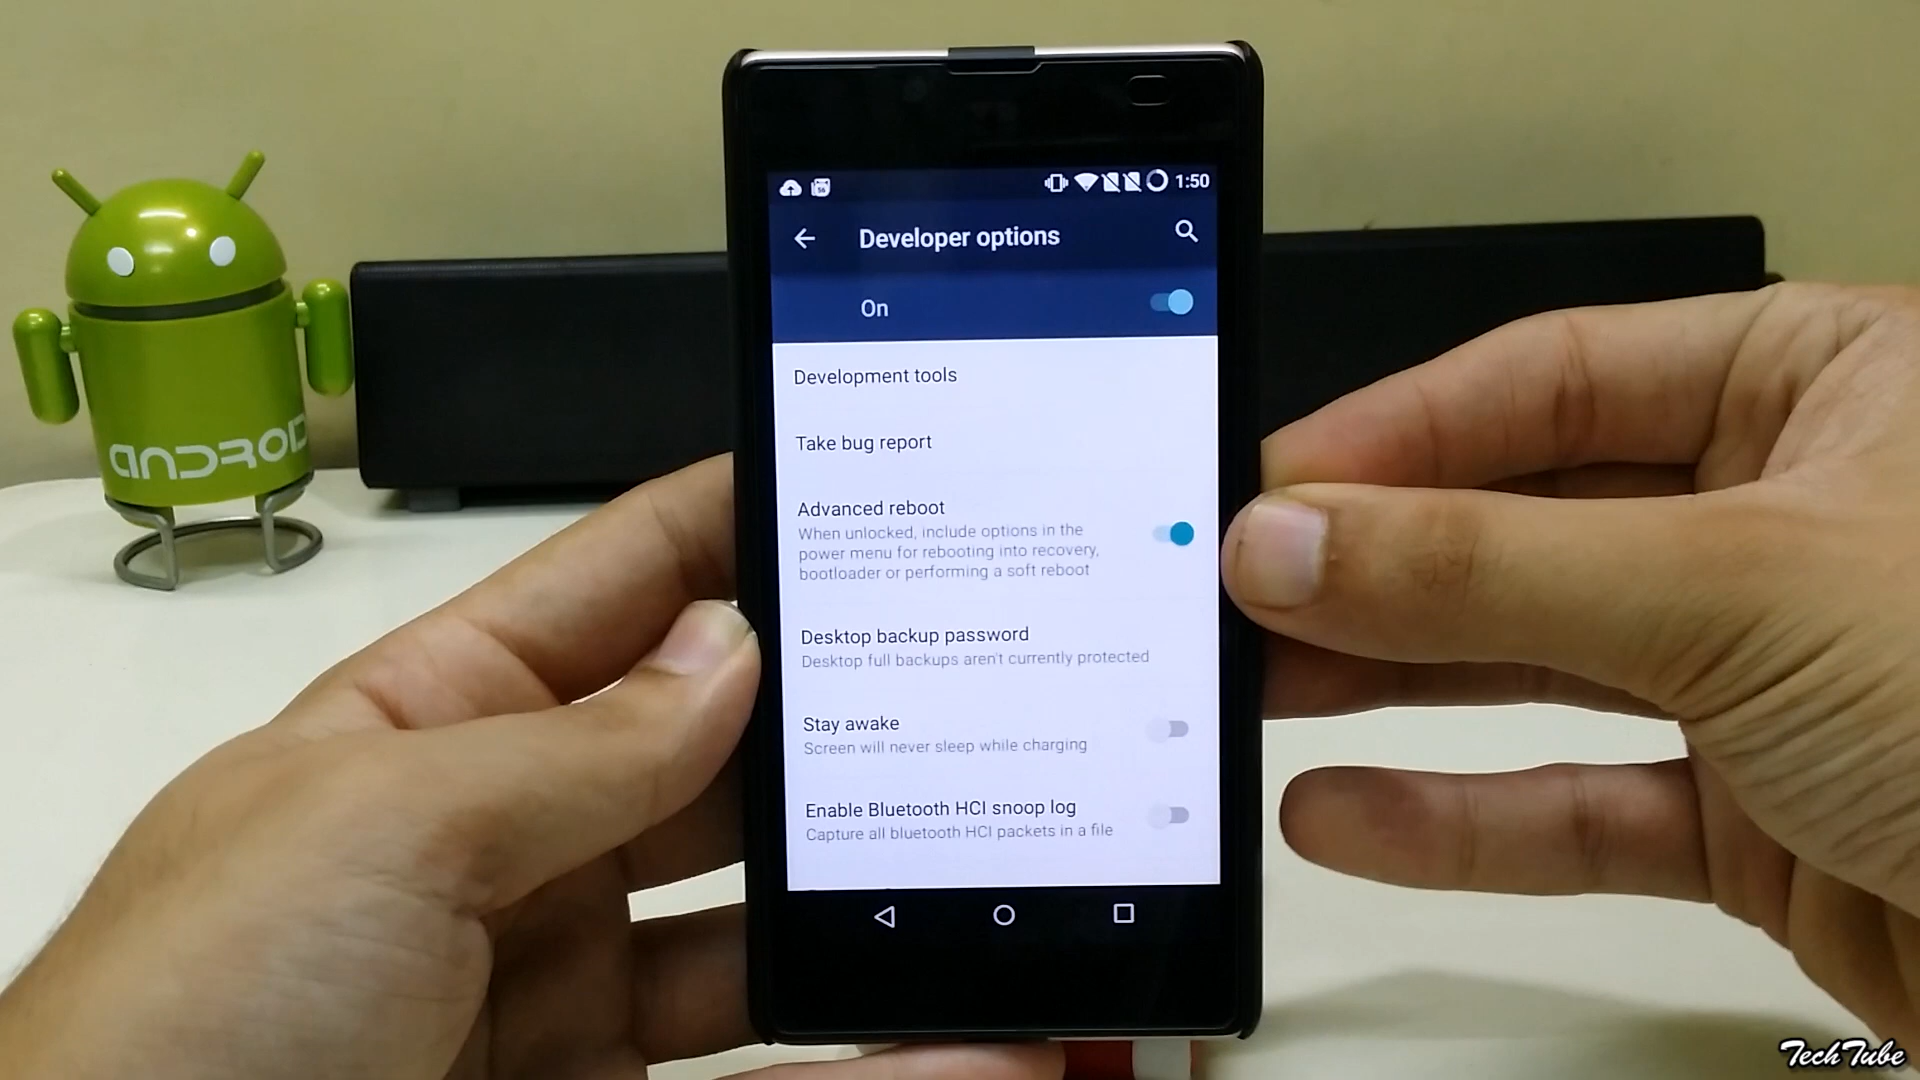 1:50
Developer options
On
Development tools
Take bug report
Advanced reboot
When unlocked, include options in the
power menu for rebooting into recovery,
bootloader or performing a soft reboot
Desktop backup password
Desktop full backups aren't currently protected
Stay awake
Screen will never sleep while charging
Enable Bluetooth HCI snoop log
Capture all bluetooth HCI packets in a file
ANDROID
TechTube